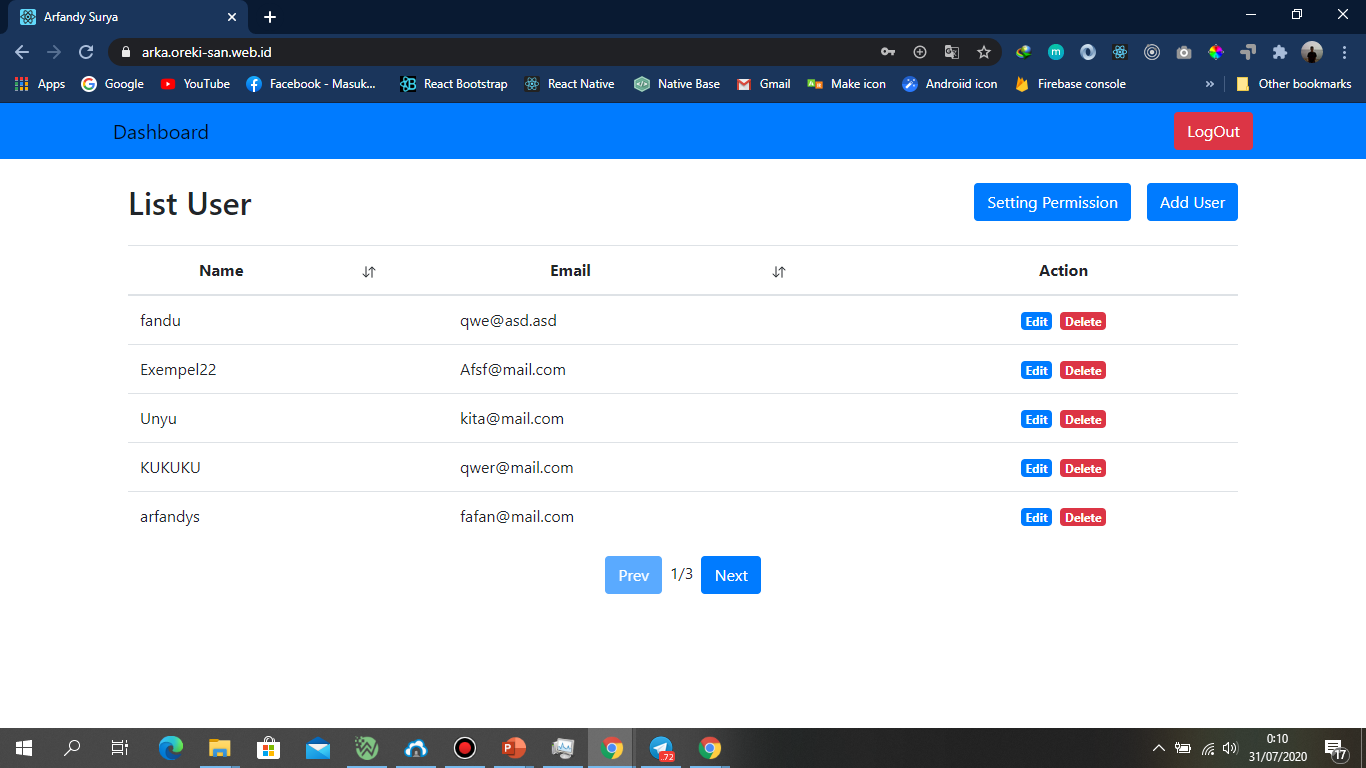 Arfandy Surya
arka.oreki-san.web.id
Apps Google YouTube Facebook - Masuk... React Bootstrap React Native Native Base Gmail Make icon Androiid icon Firebase console » Other bookmarks
Dashboard LogOut
List User Setting Permission Add User
Name Email Action
fandu qwe@asd.asd Edit Delete
Exempel22 Afsf@mail.com Edit Delete
Unyu kita@mail.com Edit Delete
KUKUKU qwer@mail.com Edit Delete
arfandys fafan@mail.com Edit Delete
Prev 1/3 Next
0:10
31/07/2020
72
17